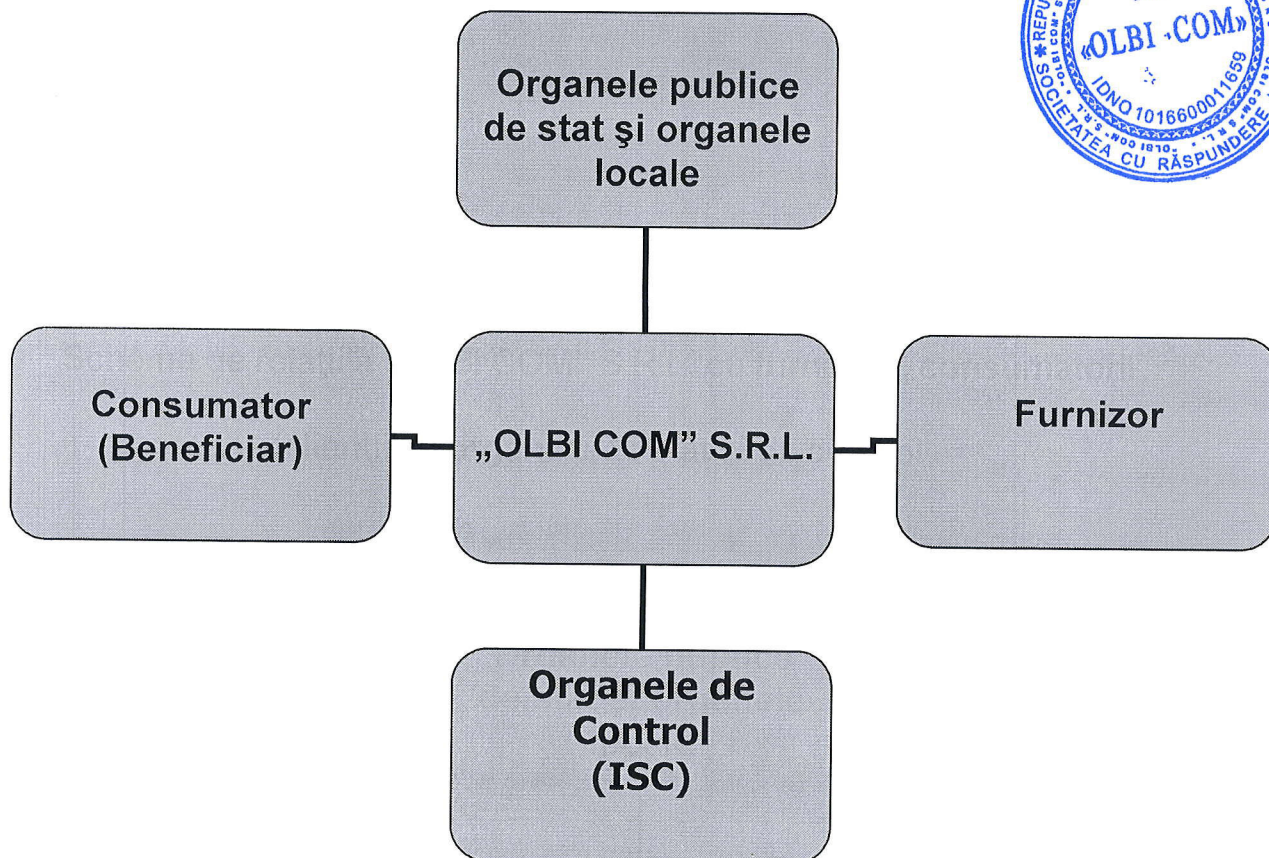 Organele publice
de stat şi organele
locale
«OLBI COM»
IDNO 1016600011659
SOCIETATEA CU RĂSPUNDERE
Consumator
(Beneficiar)
„OLBI COM” S.R.L.
Furnizor
Organele de
Control
(ISC)